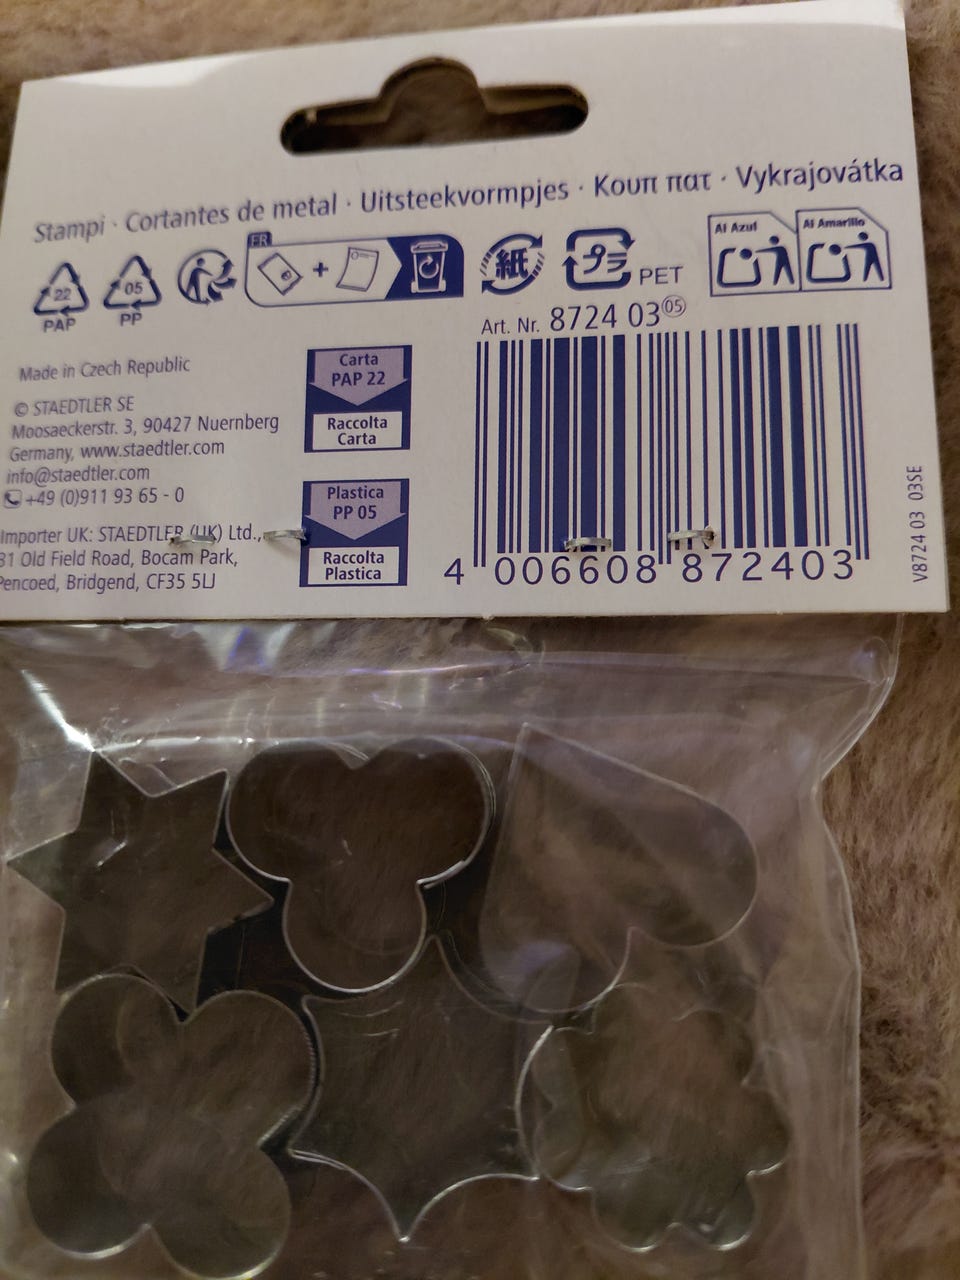 Stampi · Cortantes de metal · Uitsteekvormpjes · Κουπ πατ · Vykrajovátka
22
PAP
05
PP
FR
紙
PET
Al Azul
Al Amarillo
Art. Nr. 8724 03 05
Made in Czech Republic
© STAEDTLER SE
Moosaeckerstr. 3, 90427 Nuernberg
Germany, www.staedtler.com
info@staedtler.com
+49 (0)911 93 65 - 0
Importer UK: STAEDTLER (UK) Ltd.,
81 Old Field Road, Bocam Park,
Pencoed, Bridgend, CF35 5LJ
Carta
PAP 22
Raccolta
Carta
Plastica
PP 05
Raccolta
Plastica
4 006608 872403
V8724 03 03SE